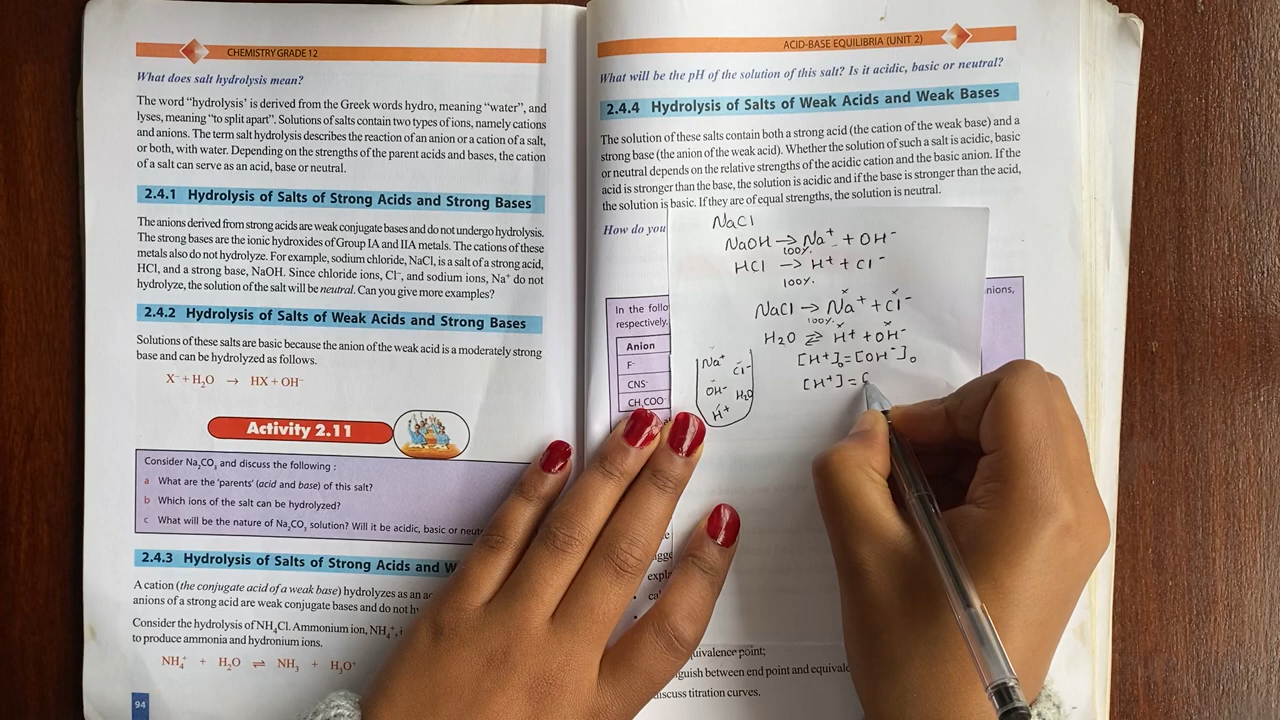 CHEMISTRY GRADE 12
What does salt hydrolysis mean?
The word “hydrolysis’ is derived from the Greek words hydro, meaning “water”, and
lyses, meaning “to split apart”. Solutions of salts contain two types of ions, namely cations
and anions. The term salt hydrolysis describes the reaction of an anion or a cation of a salt,
or both, with water. Depending on the strengths of the parent acids and bases, the cation
of a salt can serve as an acid, base or neutral.
2.4.1 Hydrolysis of Salts of Strong Acids and Strong Bases
The anions derived from strong acids are weak conjugate bases and do not undergo hydrolysis.
The strong bases are the ionic hydroxides of Group IA and IIA metals. The cations of these
metals also do not hydrolyze. For example, sodium chloride, NaCl, is a salt of a strong acid,
HCl, and a strong base, NaOH. Since chloride ions, Cl⁻, and sodium ions, Na⁺ do not
hydrolyze, the solution of the salt will be neutral. Can you give more examples?
2.4.2 Hydrolysis of Salts of Weak Acids and Strong Bases
Solutions of these salts are basic because the anion of the weak acid is a moderately strong
base and can be hydrolyzed as follows.
X⁻ + H₂O → HX + OH⁻
Activity 2.11
Consider Na₂CO₃ and discuss the following :
a What are the ‘parents’ (acid and base) of this salt?
b Which ions of the salt can be hydrolyzed?
c What will be the nature of Na₂CO₃ solution? Will it be acidic, basic or
2.4.3 Hydrolysis of Salts of Strong Acids and W
A cation (the conjugate acid of a weak base) hydrolyzes as an
anions of a strong acid are weak conjugate bases and do not
Consider the hydrolysis of NH₄Cl. Ammonium ion, NH₄⁺,
to produce ammonia and hydronium ions.
NH₄⁺ + H₂O ⇌ NH₃ + H₃O⁺
94
ACID-BASE EQUILIBRIA (UNIT 2)
What will be the pH of the solution of this salt? Is it acidic, basic or neutral?
2.4.4 Hydrolysis of Salts of Weak Acids and Weak Bases
The solution of these salts contain both a strong acid (the cation of the weak base) and a
strong base (the anion of the weak acid). Whether the solution of such a salt is acidic, basic
or neutral depends on the relative strengths of the acidic cation and the basic anion. If the
acid is stronger than the base, the solution is acidic and if the base is stronger than the acid,
the solution is basic. If they are of equal strengths, the solution is neutral.
How do you
NaCl
NaOH → Na⁺ + OH⁻
100%
HCl → H⁺ + Cl⁻
100%
NaCl → Na⁺ + Cl⁻
100%
H₂O ⇌ H⁺ + OH⁻
[H⁺]₀ = [OH⁻]₀
[H⁺] = [
Na⁺ Cl⁻
OH⁻ H₂O
H⁺
In the follo
respectively.
Anion
F⁻
CNS⁻
CH₃COO
nions,
expla
quivalence point;
guish between end point and equivale
iscuss titration curves.